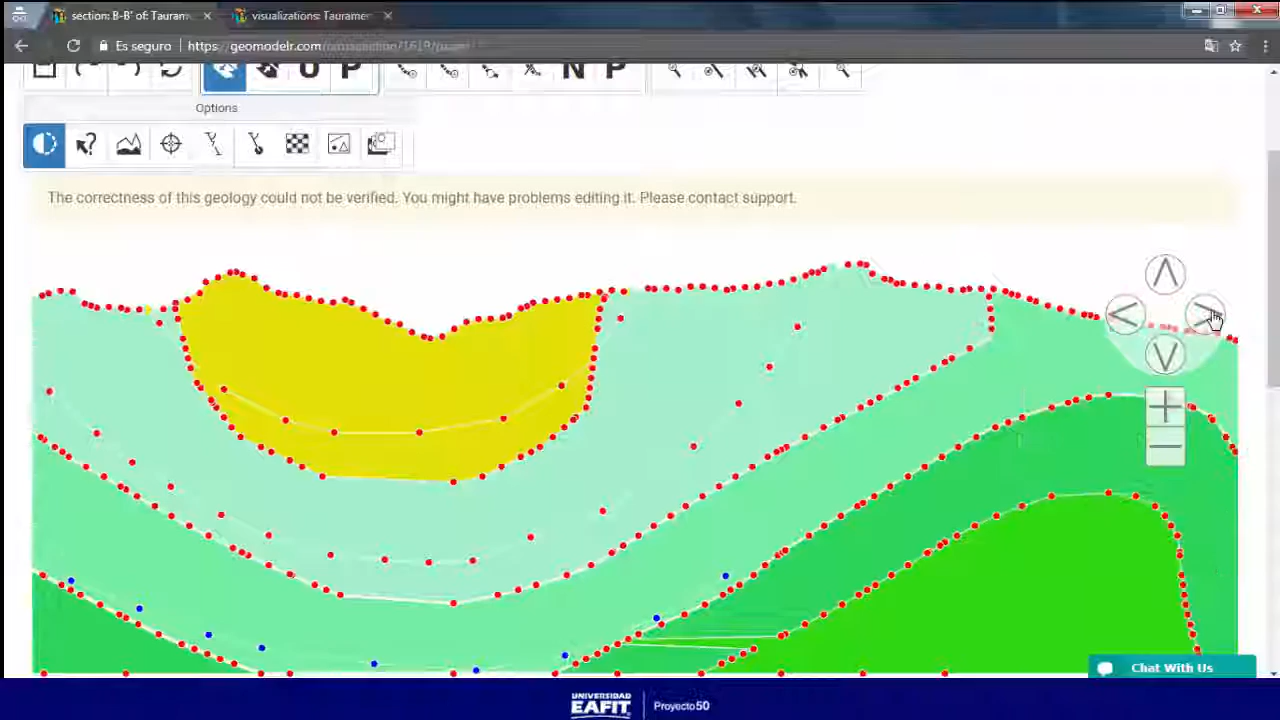 section: B-B' of: Tauram
visualizations: Taurame
Es seguro https://geomodelr.com
U P N P
Options
The correctness of this geology could not be verified. You might have problems editing it. Please contact support.
Chat With Us
UNIVERSIDAD
EAFIT Proyecto50